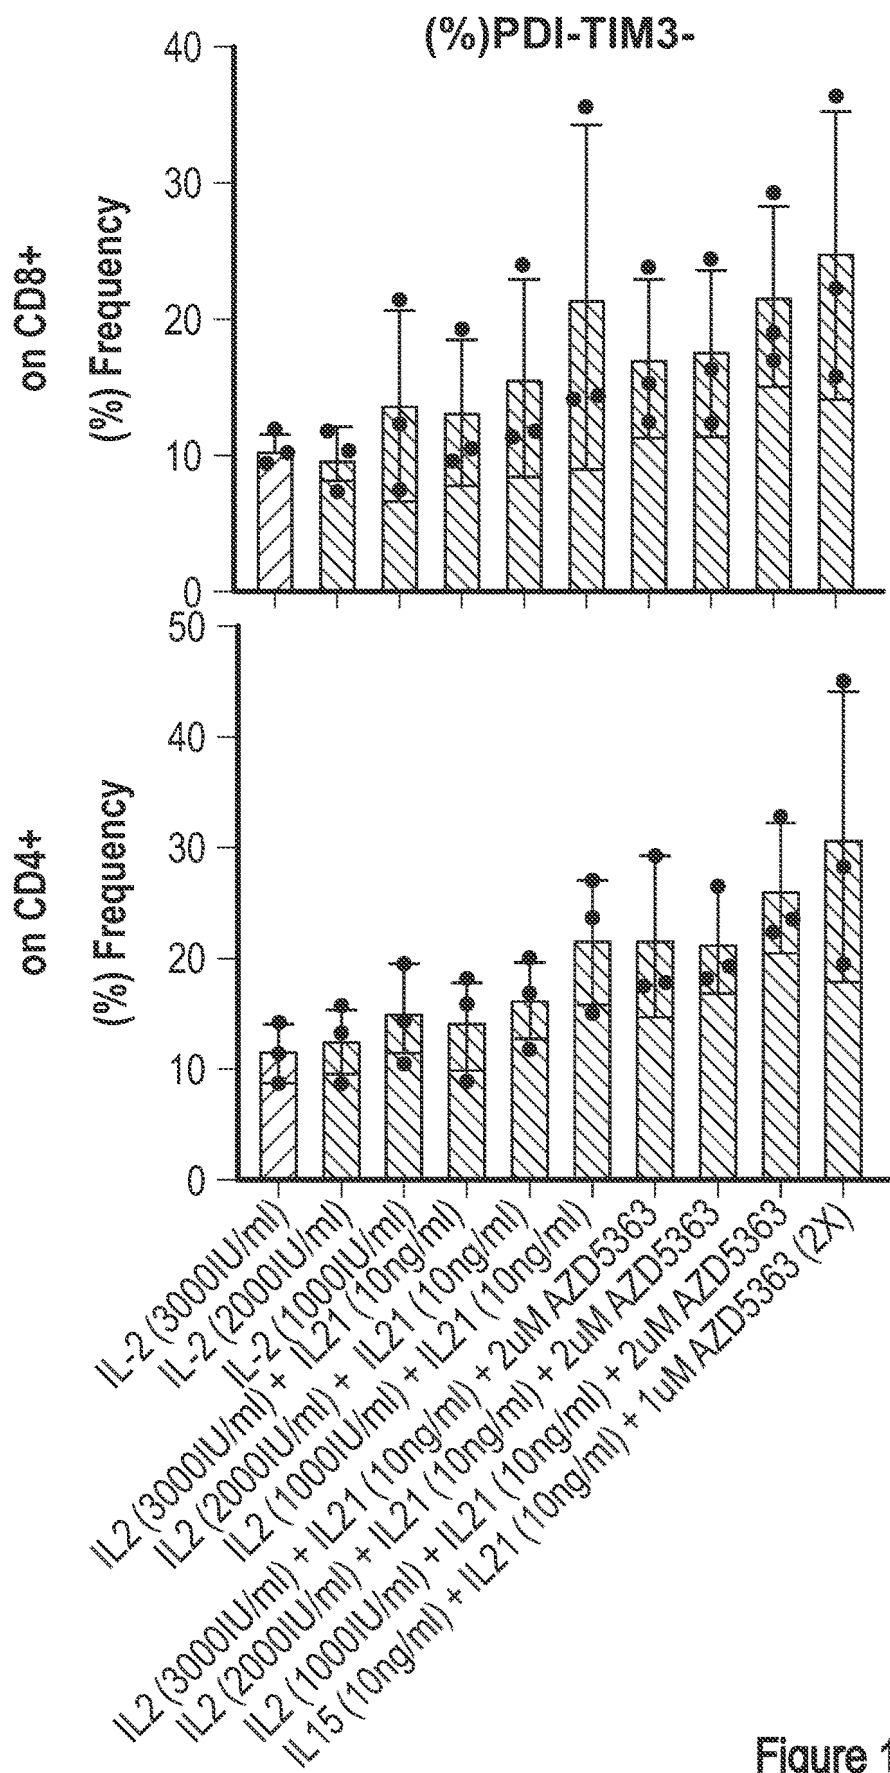 (%)PDI-TIM3-
on CD8+
(%) Frequency
40
30
20
10
0
on CD4+
(%) Frequency
50
40
30
20
10
0
IL-2 (3000IU/ml)
IL-2 (2000IU/ml)
IL-2 (1000IU/ml)
IL2 (3000IU/ml) + IL21 (10ng/ml)
IL2 (2000IU/ml) + IL21 (10ng/ml)
IL2 (1000IU/ml) + IL21 (10ng/ml)
IL2 (3000IU/ml) + IL21 (10ng/ml) + 2uM AZD5363
IL2 (2000IU/ml) + IL21 (10ng/ml) + 2uM AZD5363
IL2 (1000IU/ml) + IL21 (10ng/ml) + 2uM AZD5363
IL15 (10ng/ml) + IL21 (10ng/ml) + 1uM AZD5363 (2X)
Figure 1